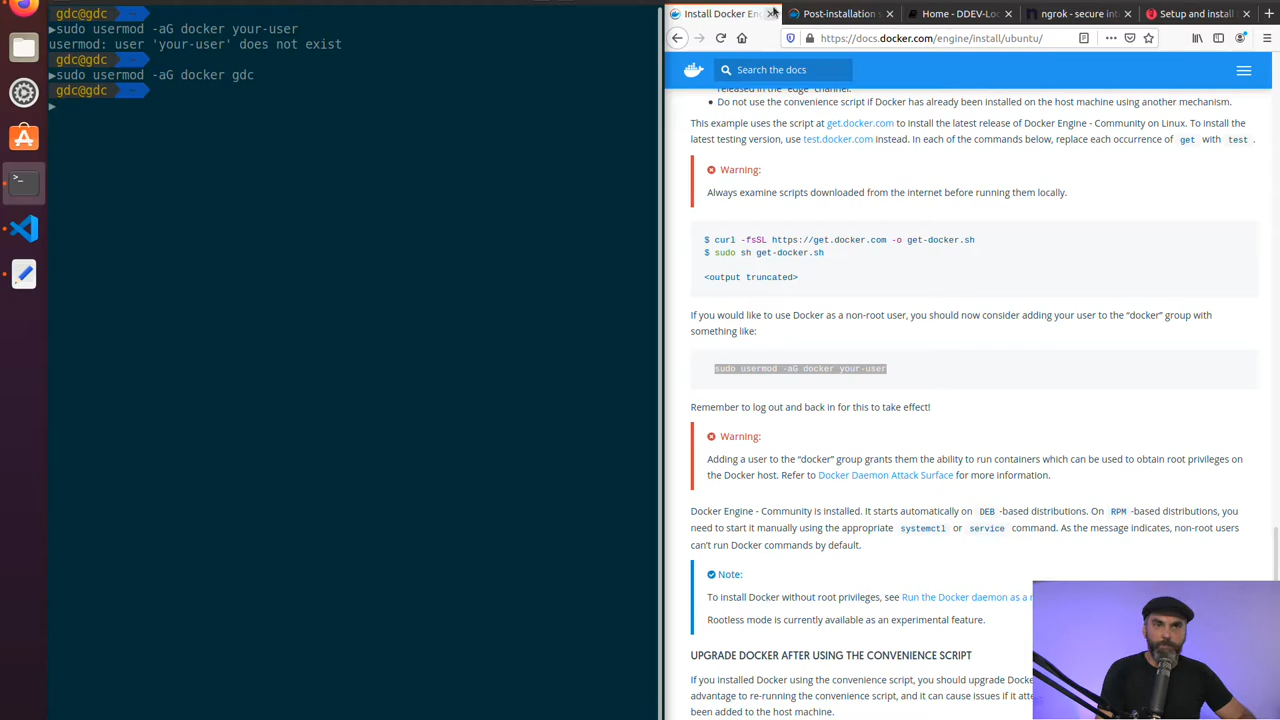 gdc@gdc ~
▶sudo usermod -aG docker your-user
usermod: user 'your-user' does not exist
gdc@gdc ~
▶sudo usermod -aG docker gdc
gdc@gdc ~
▶
Install Docker Eng
Post-installation s
Home - DDEV-Loc
ngrok - secure in
Setup and install
https://docs.docker.com/engine/install/ubuntu/
Search the docs
released in the "edge" channel.
Do not use the convenience script if Docker has already been installed on the host machine using another mechanism.
This example uses the script at get.docker.com to install the latest release of Docker Engine - Community on Linux. To install the
latest testing version, use test.docker.com instead. In each of the commands below, replace each occurrence of get with test .
Warning:
Always examine scripts downloaded from the internet before running them locally.
$ curl -fsSL https://get.docker.com -o get-docker.sh
$ sudo sh get-docker.sh
<output truncated>
If you would like to use Docker as a non-root user, you should now consider adding your user to the “docker” group with
something like:
sudo usermod -aG docker your-user
Remember to log out and back in for this to take effect!
Warning:
Adding a user to the “docker” group grants them the ability to run containers which can be used to obtain root privileges on
the Docker host. Refer to Docker Daemon Attack Surface for more information.
Docker Engine - Community is installed. It starts automatically on DEB -based distributions. On RPM -based distributions, you
need to start it manually using the appropriate systemctl or service command. As the message indicates, non-root users
can’t run Docker commands by default.
Note:
To install Docker without root privileges, see Run the Docker daemon as a
Rootless mode is currently available as an experimental feature.
UPGRADE DOCKER AFTER USING THE CONVENIENCE SCRIPT
If you installed Docker using the convenience script, you should upgrade Docke
advantage to re-running the convenience script, and it can cause issues if it atte
been added to the host machine.